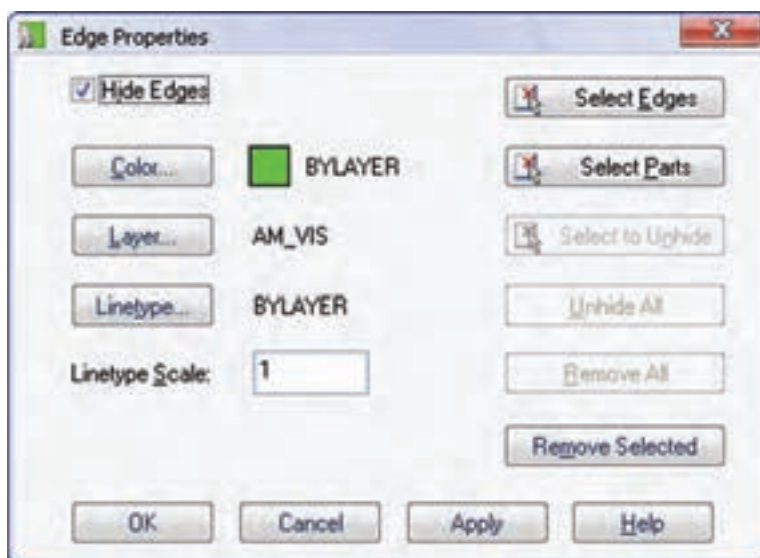 Edge Properties
Hide Edges
Select Edges
Color... BYLAYER
Select Parts
Layer... AM_VIS
Select to Unhide
Linetype... BYLAYER
Unhide All
Linetype Scale: 1
Remove All
Remove Selected
OK Cancel Apply Help